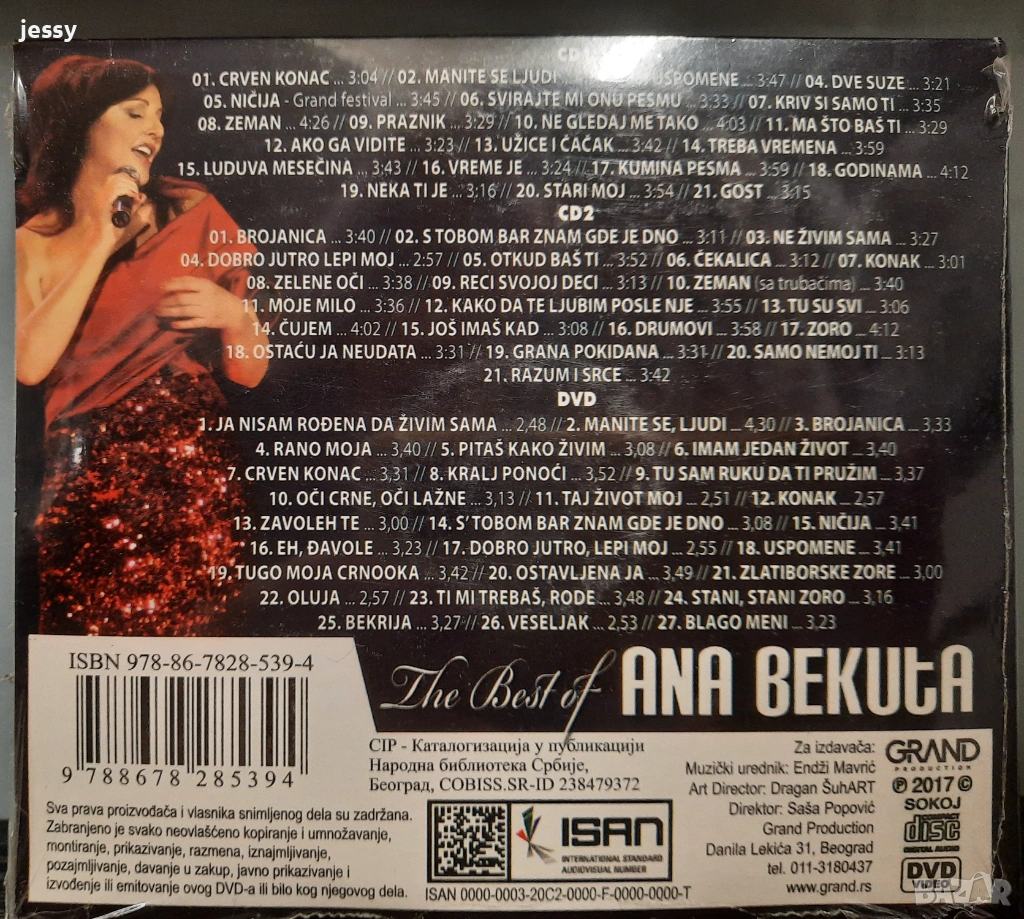 jessy
CD1
01. CRVEN KONAC ... 3:04 // 02. MANITE SE LJUDI USPOMENE ... 3:47 // 04. DVE SUZE ... 3:21
05. NIČIJA - Grand festival ... 3:45 // 06. SVIRAJTE MI ONU PESMU ... 3:33 // 07. KRIV SI SAMO TI ... 3:35
08. ZEMAN ... 4:26 // 09. PRAZNIK ... 3:29 // 10. NE GLEDAJ ME TAKO ... 4:03 // 11. MA ŠTO BAŠ TI ... 3:29
12. AKO GA VIDITE ... 3:23 // 13. UŽICE I ČAČAK ... 3:42 // 14. TREBA VREMENA ... 3:59
15. LUDUVA MESEČINA ... 3:43 // 16. VREME JE ... 3:24 // 17. KUMINA PESMA ... 3:59 // 18. GODINAMA ... 4:12
19. NEKA TI JE ... 3:16 // 20. STARI MOJ ... 3:54 // 21. GOST ... 3:15
CD2
01. BROJANICA ... 3:40 // 02. S TOBOM BAR ZNAM GDE JE DNO ... 3:11 // 03. NE ŽIVIM SAMA ... 3:27
04. DOBRO JUTRO LEPI MOJ ... 2:57 // 05. OTKUD BAŠ TI ... 3:52 // 06. ČEKALICA ... 3:12 // 07. KONAK ... 3:01
08. ZELENE OČI ... 3:38 // 09. RECI SVOJOJ DECI ... 3:13 // 10. ZEMAN (sa trubačima) ... 3:40
11. MOJE MILO ... 3:36 // 12. KAKO DA TE LJUBIM POSLE NJE ... 3:55 // 13. TU SU SVI ... 3:06
14. ČUJEM ... 4:02 // 15. JOŠ IMAŠ KAD ... 3:08 // 16. DRUMOVI ... 3:58 // 17. ZORO ... 4:12
18. OSTAĆU JA NEUDATA ... 3:31 // 19. GRANA POKIDANA ... 3:31 // 20. SAMO NEMOJ TI ... 3:13
21. RAZUM I SRCE ... 3:42
DVD
1. JA NISAM ROĐENA DA ŽIVIM SAMA ... 2,48 // 2. MANITE SE, LJUDI ... 4,30 // 3. BROJANICA ... 3,33
4. RANO MOJA ... 3,40 // 5. PITAŠ KAKO ŽIVIM ... 3,08 // 6. IMAM JEDAN ŽIVOT ... 3,40
7. CRVEN KONAC ... 3,31 // 8. KRALJ PONOĆI ... 3,52 // 9. TU SAM RUKU DA TI PRUŽIM ... 3,37
10. OČI CRNE, OČI LAŽNE ... 3,13 // 11. TAJ ŽIVOT MOJ ... 2,51 // 12. KONAK ... 2,57
13. ZAVOLEH TE ... 3,00 // 14. S' TOBOM BAR ZNAM GDE JE DNO ... 3,08 // 15. NIČIJA ... 3,41
16. EH, ĐAVOLE ... 3,23 // 17. DOBRO JUTRO, LEPI MOJ ... 2,55 // 18. USPOMENE ... 3,41
19. TUGO MOJA CRNOOKA ... 3,42 // 20. OSTAVLJENA JA ... 3,49 // 21. ZLATIBORSKE ZORE ... 3,00
22. OLUJA ... 2,57 // 23. TI MI TREBAŠ, RODE ... 3,48 // 24. STANI, STANI ZORO ... 3,16
25. BEKRIJA ... 3,27 // 26. VESELJAK ... 2,53 // 27. BLAGO MENI ... 3,23
The Best of ANA BEKUTA
ISBN 978-86-7828-539-4
9 788678 285394
CIP - Каталогизација у публикацији
Народна библиотека Србије,
Београд, COBISS.SR-ID 238479372
Sva prava proizvođača i vlasnika snimljenog dela su zadržana.
Zabranjeno je svako neovlašćeno kopiranje i umnožavanje,
montiranje, prikazivanje, razmena, iznajmljivanje,
pozajmljivanje, davanje u zakup, javno prikazivanje i
izvođenje ili emitovanje ovog DVD-a ili bilo kog njegovog dela.
ISAN
INTERNATIONAL STANDARD
AUDIOVISUAL NUMBER
ISAN 0000-0003-20C2-0000-F-0000-0000-T
Za izdavača:
Muzički urednik: Endži Mavrić
Art Director: Dragan ŠuhART
Direktor: Saša Popović
Grand Production
Danila Lekića 31, Beograd
tel. 011-3180437
www.grand.rs
GRAND
PRODUCTION
Ⓟ 2017 ©
SOKOJ
COMPACT
disc
DIGITAL AUDIO
DVD
VIDEO
BAZAR